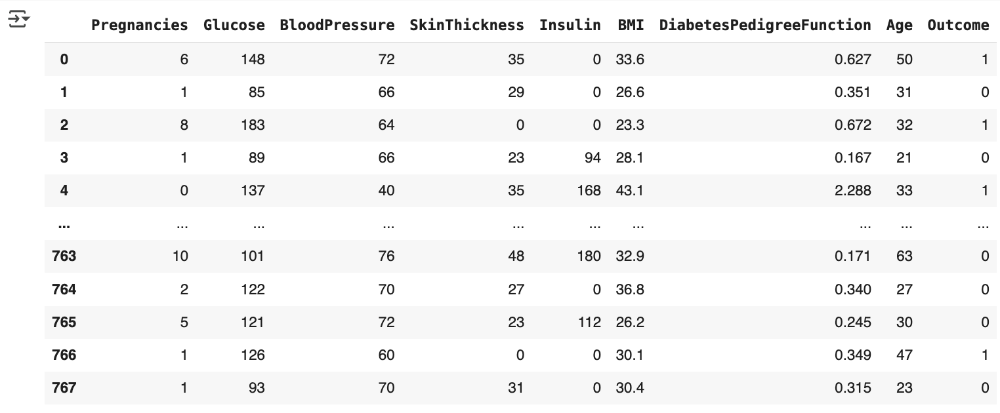 Pregnancies Glucose BloodPressure SkinThickness Insulin BMI DiabetesPedigreeFunction Age Outcome
0 6 148 72 35 0 33.6 0.627 50 1
1 1 85 66 29 0 26.6 0.351 31 0
2 8 183 64 0 0 23.3 0.672 32 1
3 1 89 66 23 94 28.1 0.167 21 0
4 0 137 40 35 168 43.1 2.288 33 1
... ... ... ... ... ... ... ... ... ...
763 10 101 76 48 180 32.9 0.171 63 0
764 2 122 70 27 0 36.8 0.340 27 0
765 5 121 72 23 112 26.2 0.245 30 0
766 1 126 60 0 0 30.1 0.349 47 1
767 1 93 70 31 0 30.4 0.315 23 0